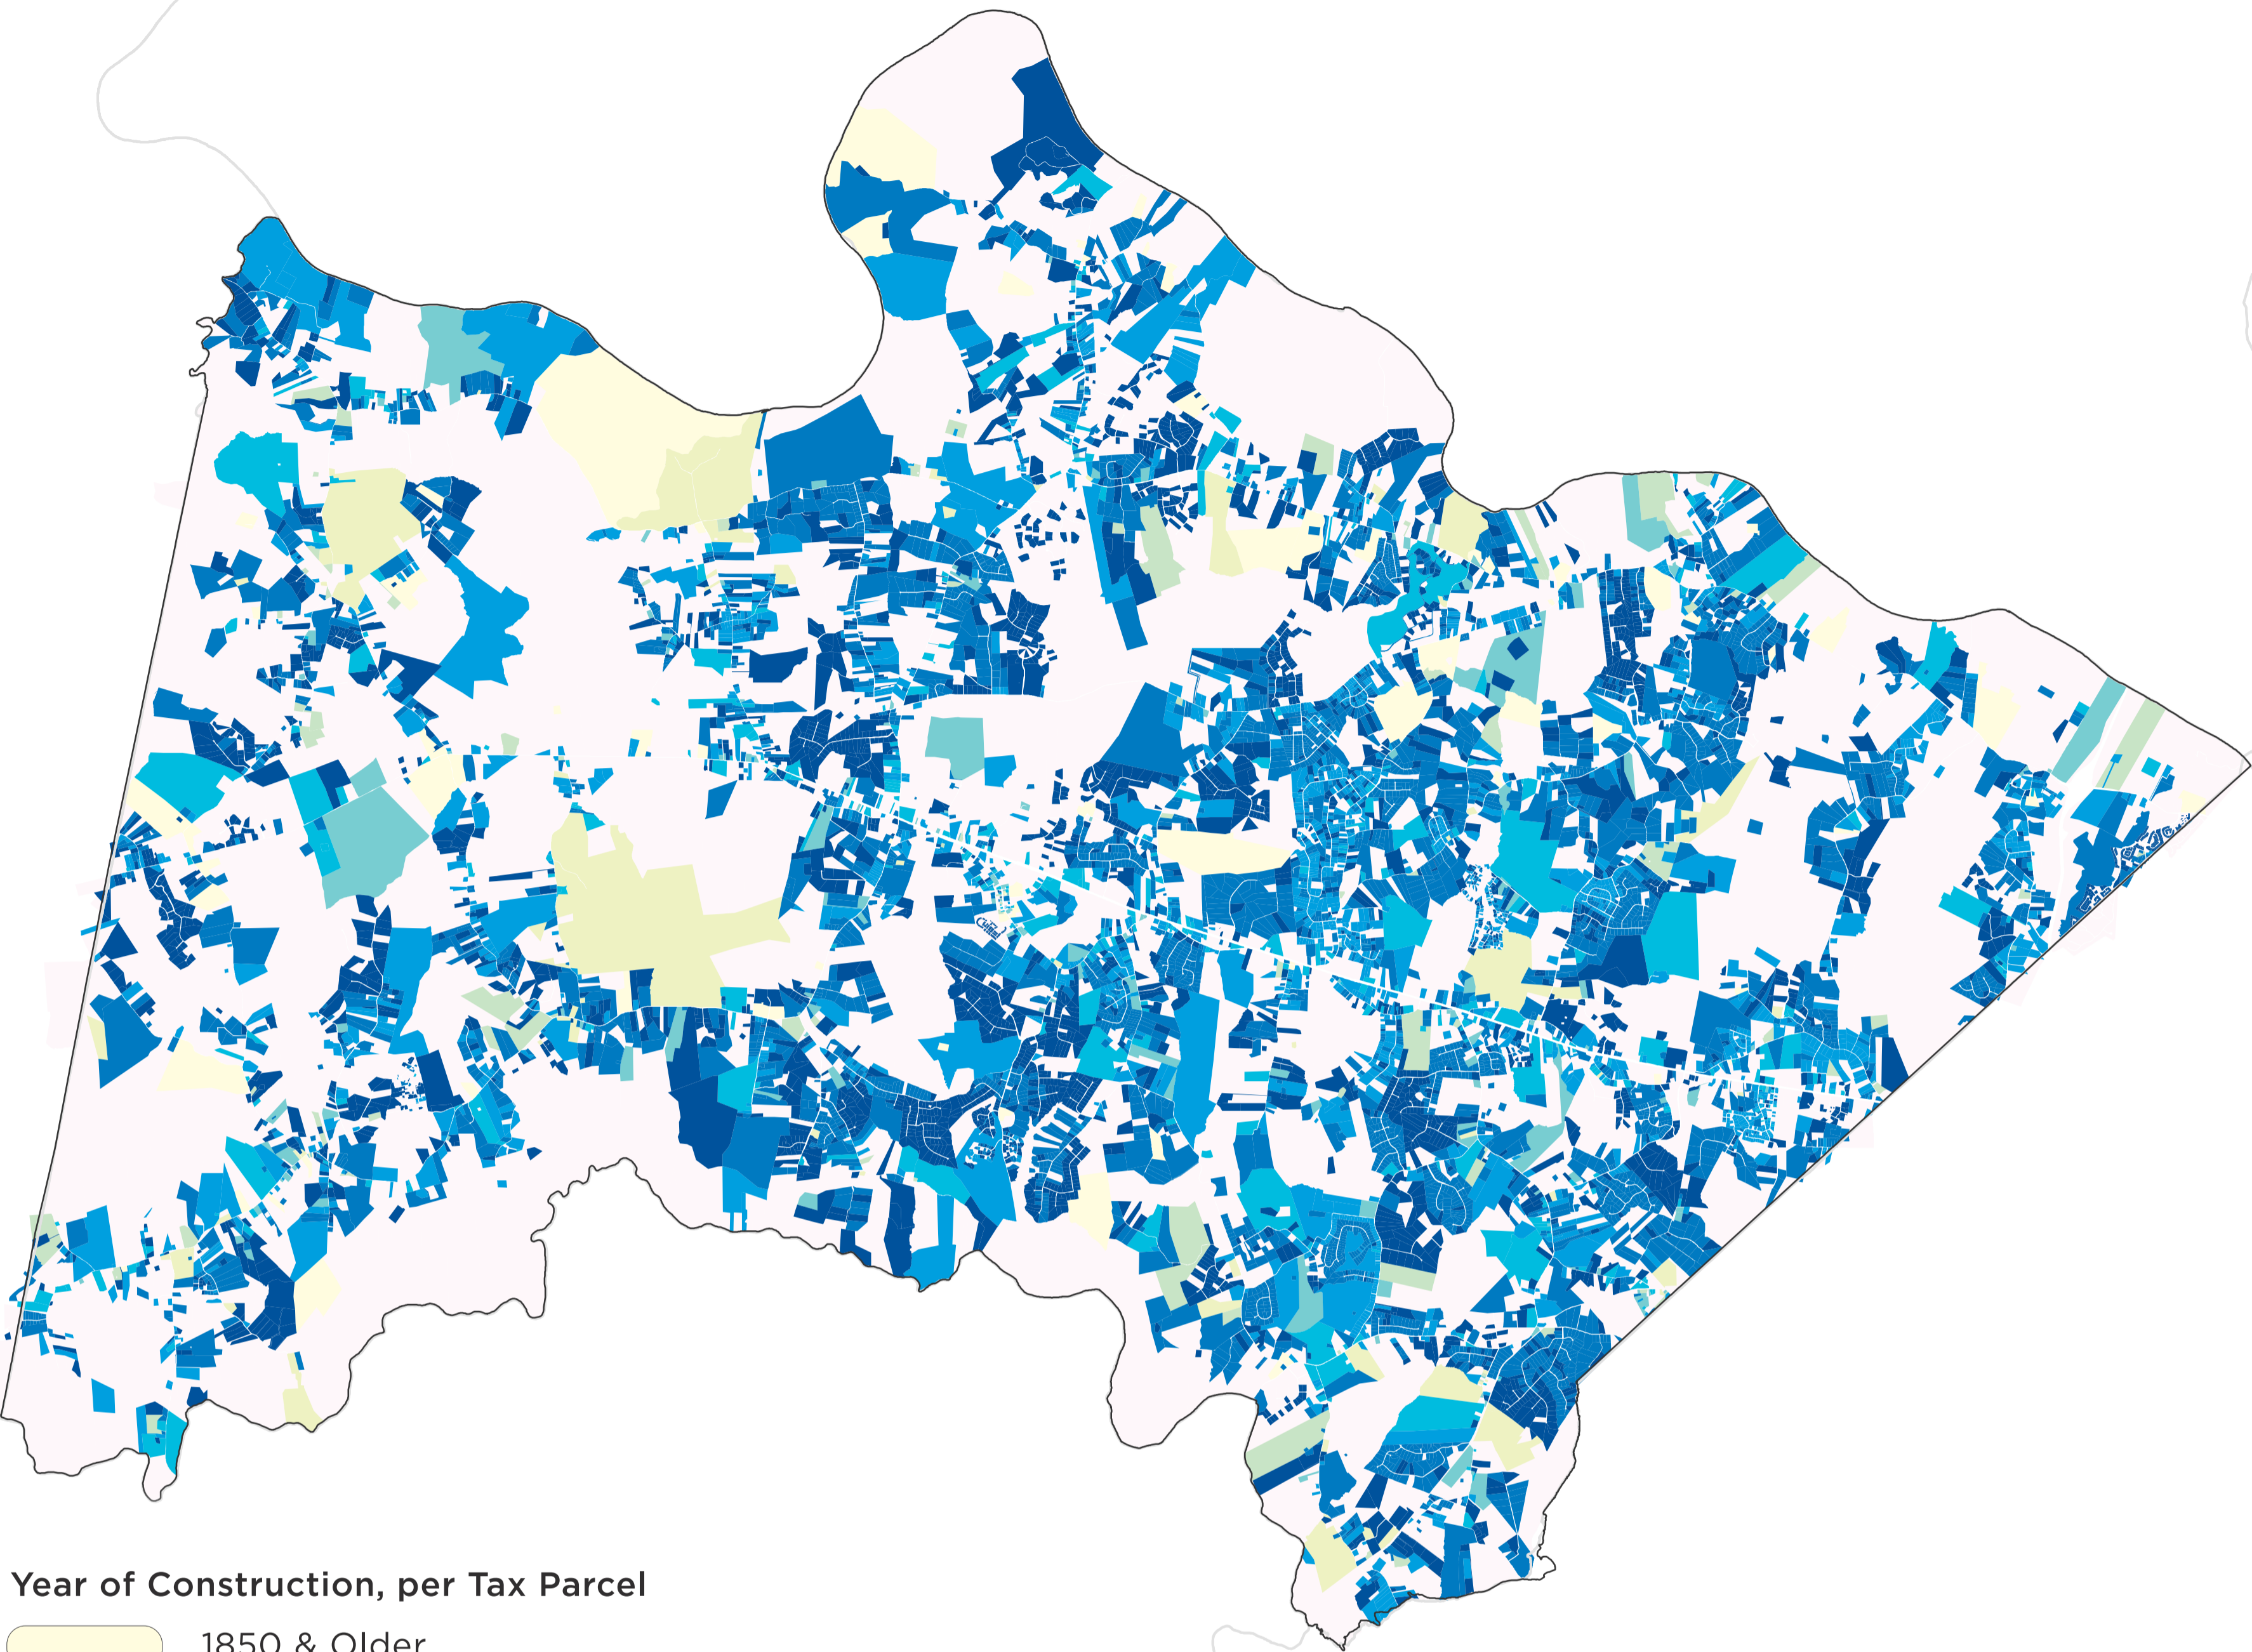 Year of Construction, per Tax Parcel
1850 & Older